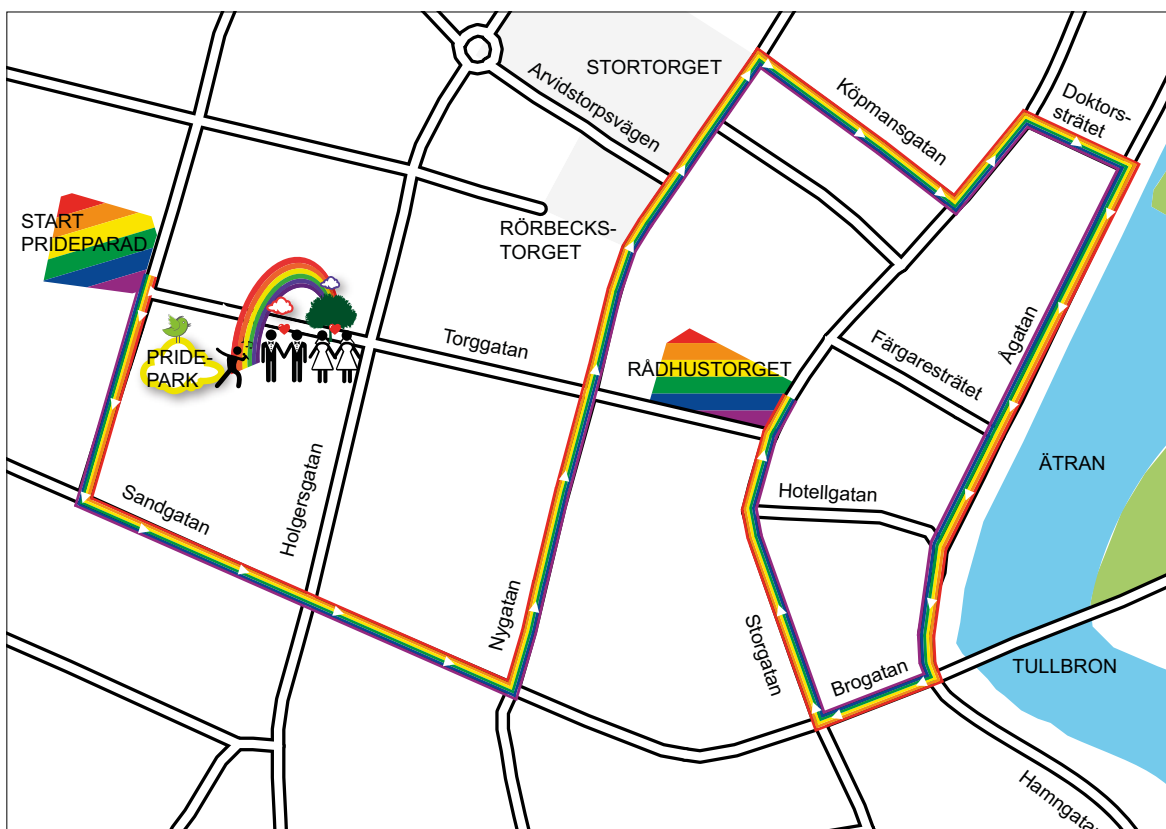 STORTORGET
Arvidstorpsvägen
Köpmansgatan
Doktors-
strätet
START
PRIDEPARAD
RÖRBECKS-
TORGET
PRIDE-
PARK
Torggatan
RÅDHUSTORGET
Färgaresträtet
Ågatan
ÄTRAN
Sandgatan
Holgersgatan
Hotellgatan
Nygatan
Storgatan
Brogatan
TULLBRON
Hamngatan